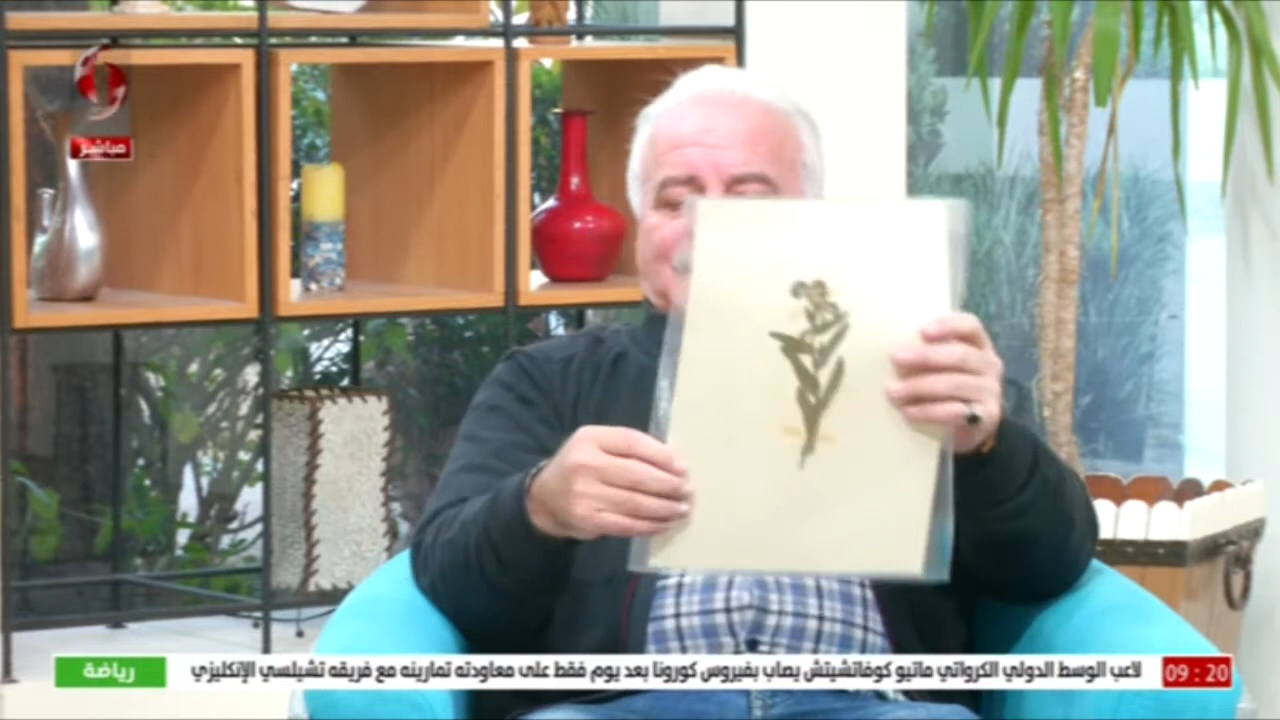 مباشر
09 : 20 لاعب الوسط الدولي الكرواتي ماتيو كوفاتشيتش يصاب بفيروس كورونا بعد يوم فقط على معاودته تمارينه مع فريقه تشيلسي الإنكليزي رياضة